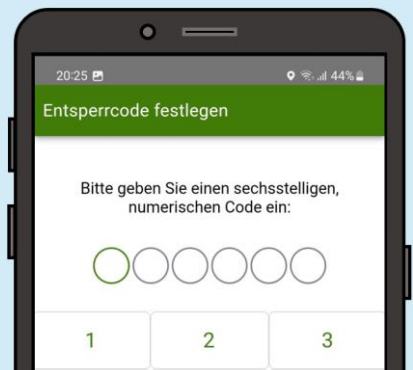 20:25 44%
Entsperrcode festlegen
Bitte geben Sie einen sechsstelligen,
numerischen Code ein:
1 2 3